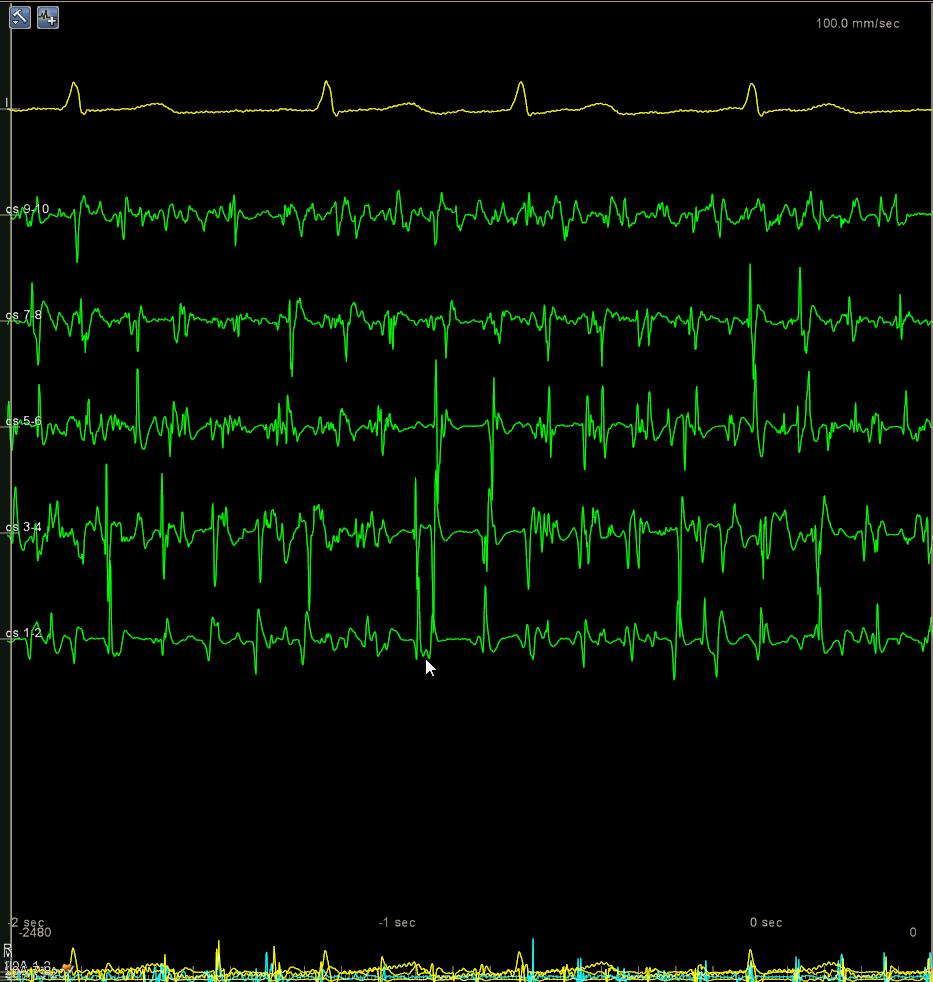 100.0 mm/sec
I
cs 9-10
cs 7-8
cs 5-6
cs 3-4
cs 1-2
-2 sec
-1 sec
0 sec
-2480
0